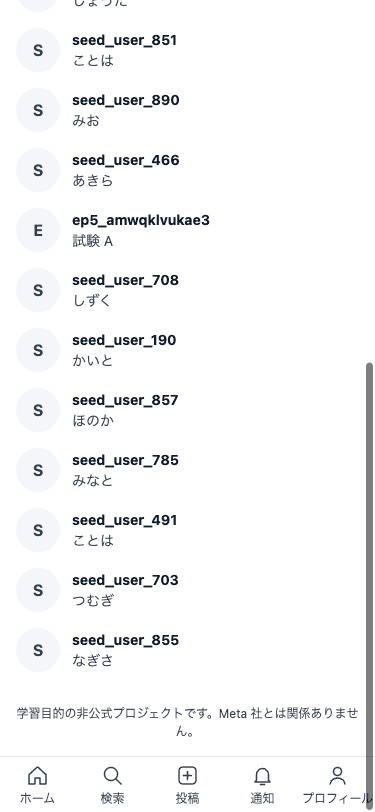 しょうた
S
seed_user_851
ことは
S
seed_user_890
みお
S
seed_user_466
あきら
E
ep5_amwqklvukae3
試験 A
S
seed_user_708
しずく
S
seed_user_190
かいと
S
seed_user_857
ほのか
S
seed_user_785
みなと
S
seed_user_491
ことは
S
seed_user_703
つむぎ
S
seed_user_855
なぎさ
学習目的の非公式プロジェクトです。Meta 社とは関係ありませ
ん。
ホーム
検索
投稿
通知
プロフィール